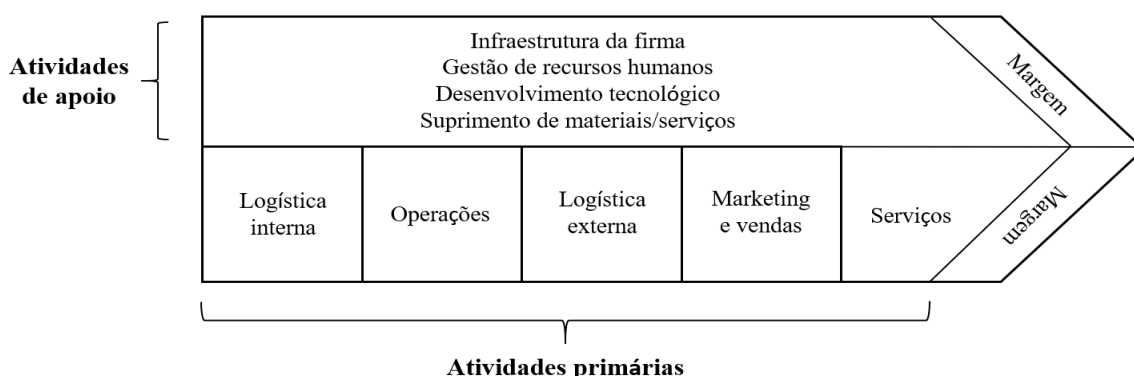 Atividades
de apoio
Infraestrutura da firma
Gestão de recursos humanos
Desenvolvimento tecnológico
Suprimento de materiais/serviços
Margem
Logística
interna
Operações
Logística
externa
Marketing
e vendas
Serviços
Margem
Atividades primárias